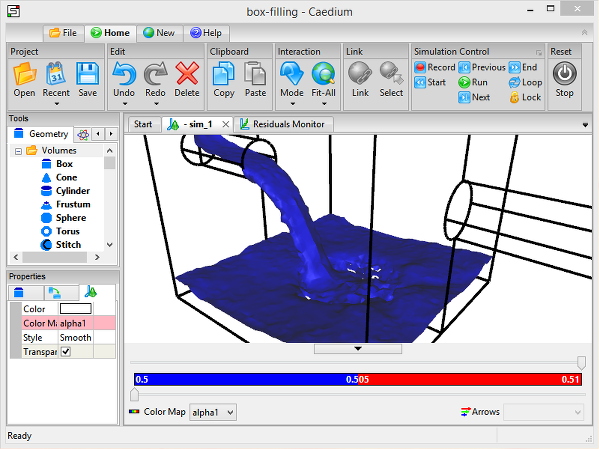 box-filling - Caedium
File Home New Help
Project Edit Clipboard Interaction Link Simulation Control Reset
Record Previous End
Start Run Loop
Next Lock
Open Recent Save Undo Redo Delete Copy Paste Mode Fit-All Link Select Stop
Tools
Geometry
Volumes
Box
Cone
Cylinder
Frustum
Sphere
Torus
Stitch
Start - sim_1 Residuals Monitor
Properties
Color
Color Ma alpha1
Style Smooth
Transpar
0.5 0.505 0.51
Color Map alpha1 Arrows
Ready